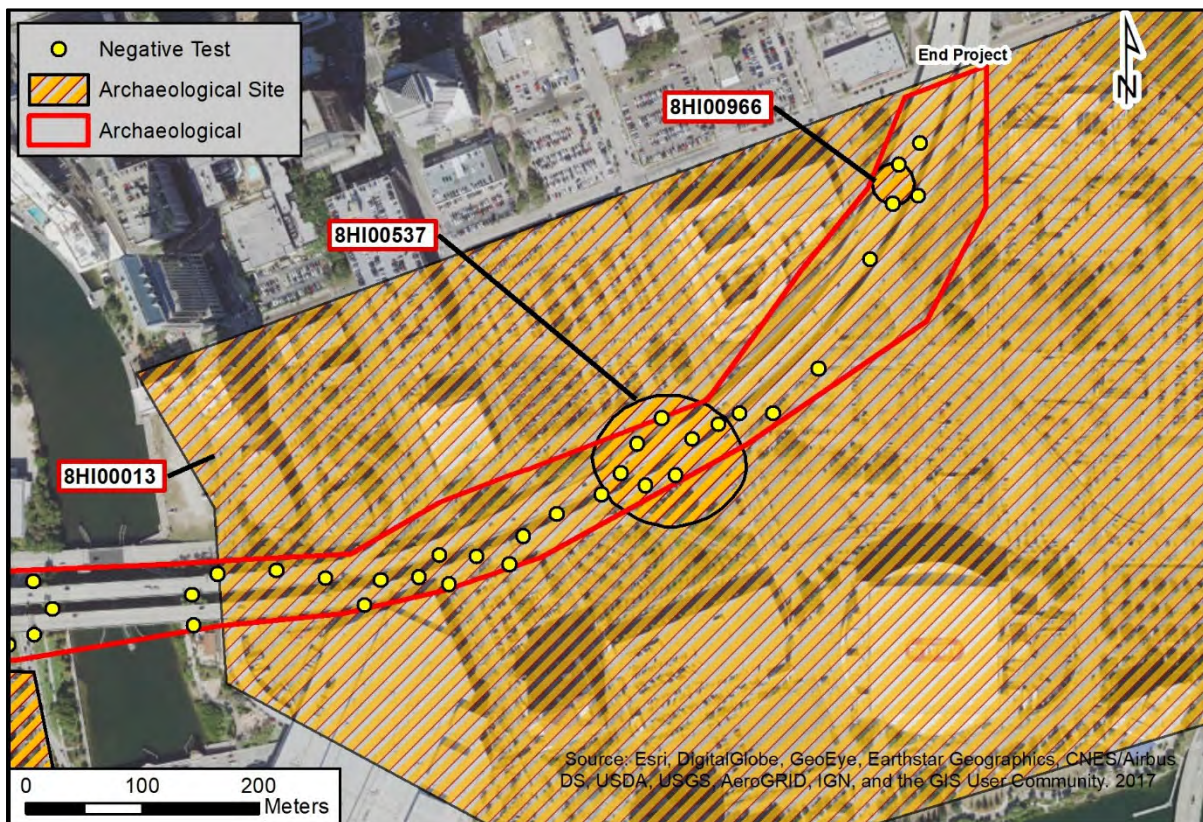 Negative Test
Archaeological Site
Archaeological
End Project
8HI00966
N
8HI00537
8HI00013
Source: Esri, DigitalGlobe, GeoEye, Earthstar Geographics, CNES/Airbus
DS, USDA, USGS, AeroGRID, IGN, and the GIS User Community. 2017
0 100 200
Meters